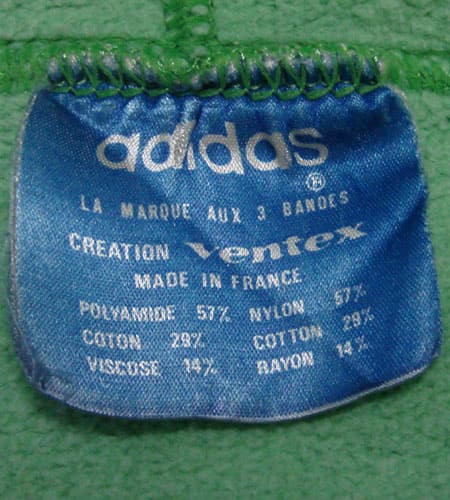 adidas
®
LA MARQUE AUX 3 BANDES
CREATION ventex
MADE IN FRANCE
POLYAMIDE 57% NYLON 57%
COTON 29% COTTON 29%
VISCOSE 14% RAYON 14%